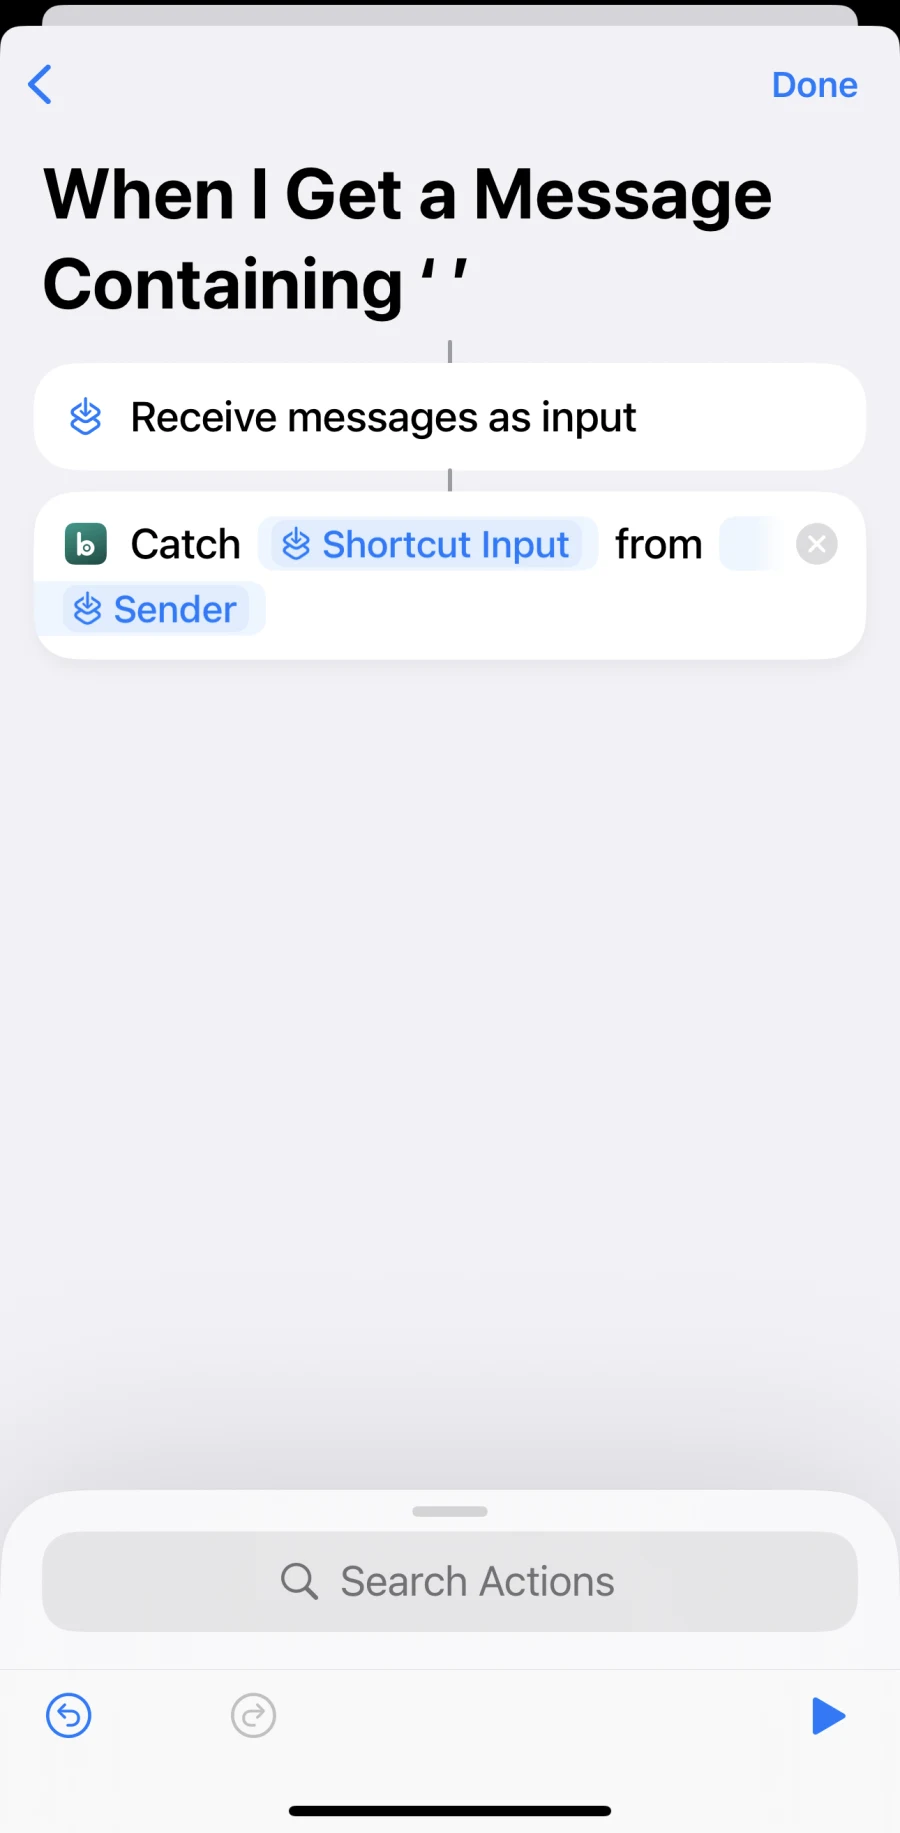 Done
When I Get a Message
Containing ‘ ’
Receive messages as input
b Catch Shortcut Input from
Sender
Search Actions